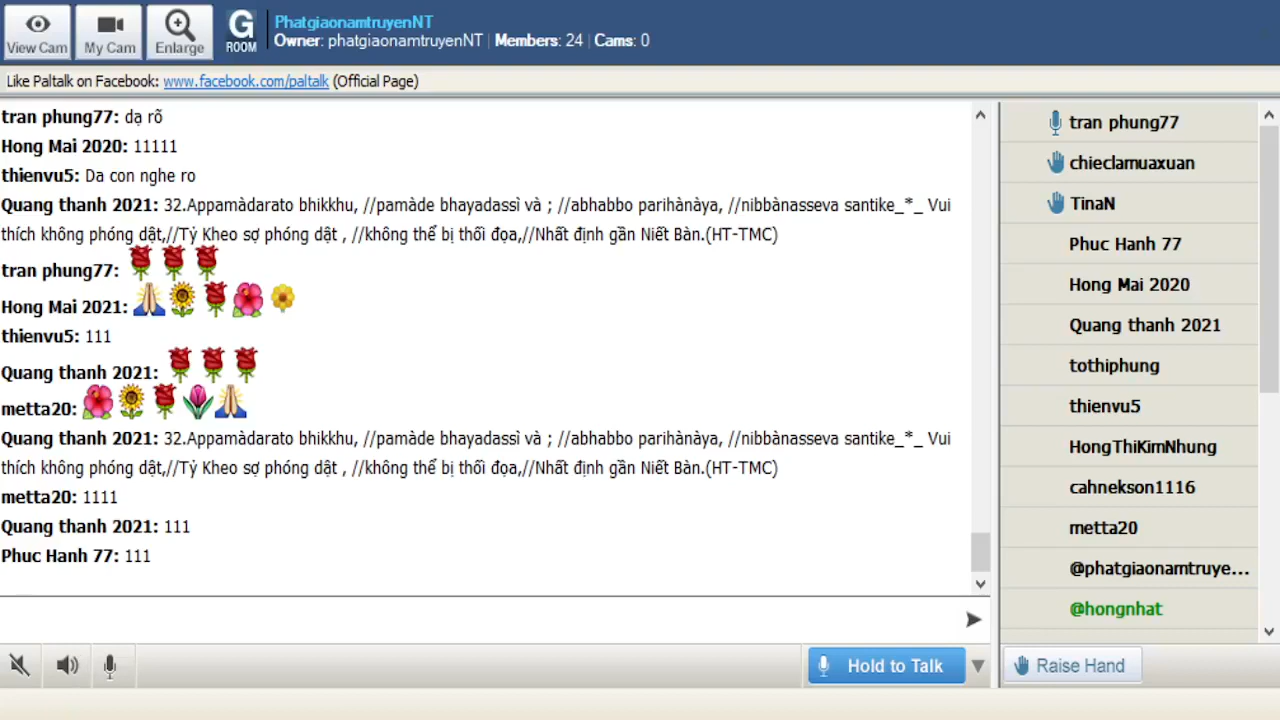 View Cam
My Cam
Enlarge
G
ROOM
PhatgiaonamtruyenNT
Owner: phatgiaonamtruyenNT | Members: 24 | Cams: 0
Like Paltalk on Facebook: www.facebook.com/paltalk (Official Page)
tran phung77: dạ rõ
Hong Mai 2020: 11111
thienvu5: Da con nghe ro
Quang thanh 2021: 32.Appamàdarato bhikkhu, //pamàde bhayadassì và ; //abhabbo parihànàya, //nibbànasseva santike_*_ Vui
thích không phóng dật,//Tỷ Kheo sợ phóng dật , //không thể bị thối đọa,//Nhất định gần Niết Bàn.(HT-TMC)
tran phung77:
Hong Mai 2021:
thienvu5: 111
Quang thanh 2021:
metta20:
Quang thanh 2021: 32.Appamàdarato bhikkhu, //pamàde bhayadassì và ; //abhabbo parihànàya, //nibbànasseva santike_*_ Vui
thích không phóng dật,//Tỷ Kheo sợ phóng dật , //không thể bị thối đọa,//Nhất định gần Niết Bàn.(HT-TMC)
metta20: 1111
Quang thanh 2021: 111
Phuc Hanh 77: 111
tran phung77
chieclamuaxuan
TinaN
Phuc Hanh 77
Hong Mai 2020
Quang thanh 2021
tothiphung
thienvu5
HongThiKimNhung
cahnekson1116
metta20
@phatgiaonamtruye...
@hongnhat
Hold to Talk
Raise Hand